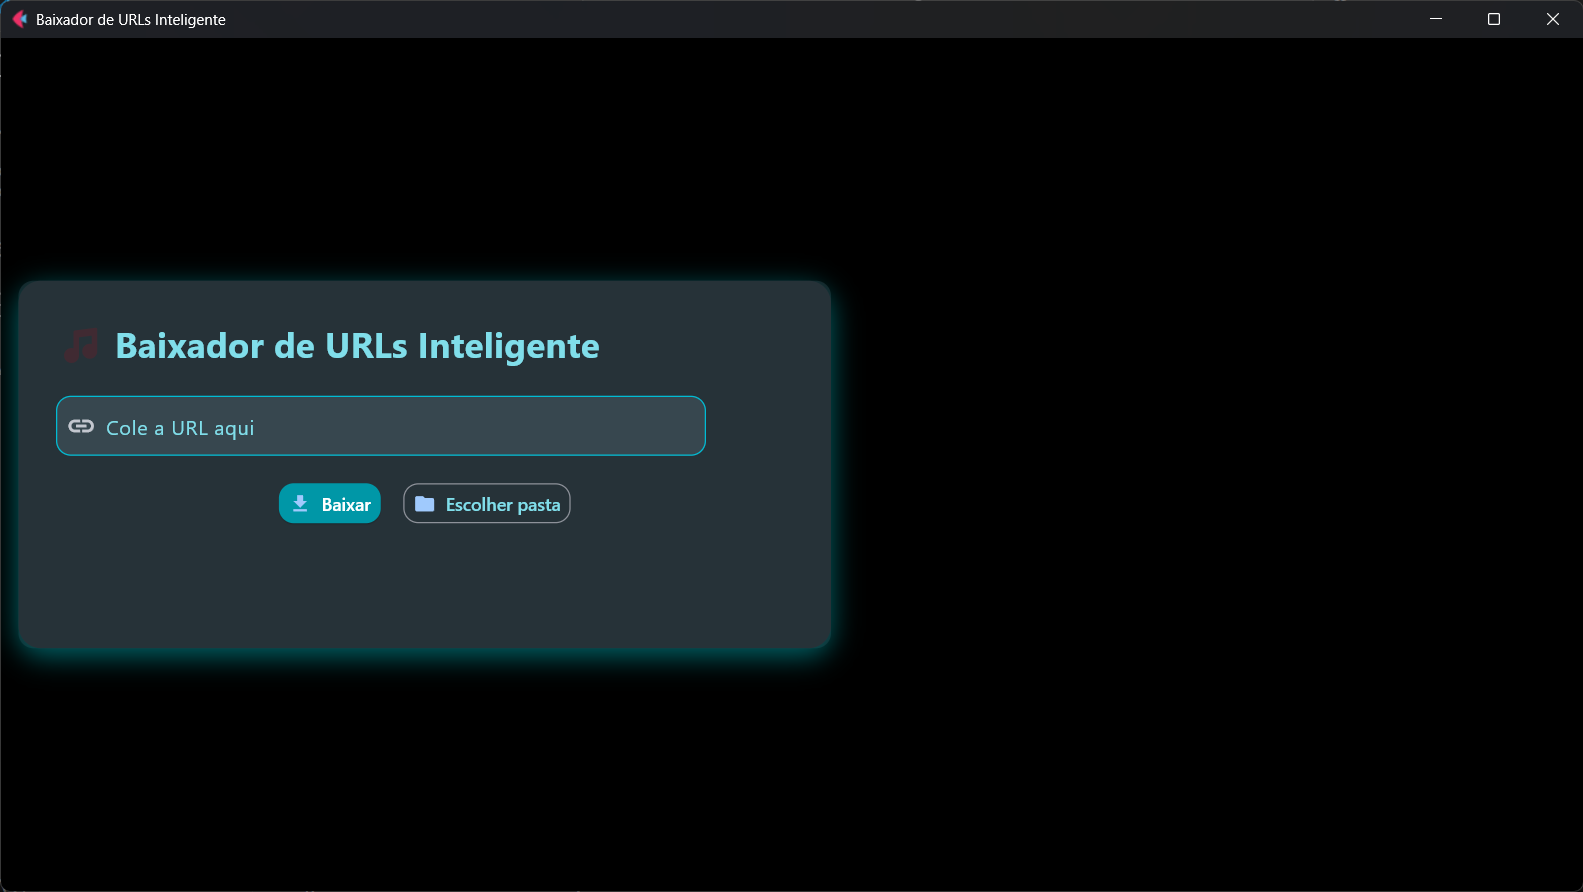 Baixador de URLs Inteligente
Baixador de URLs Inteligente
Cole a URL aqui
Baixar
Escolher pasta